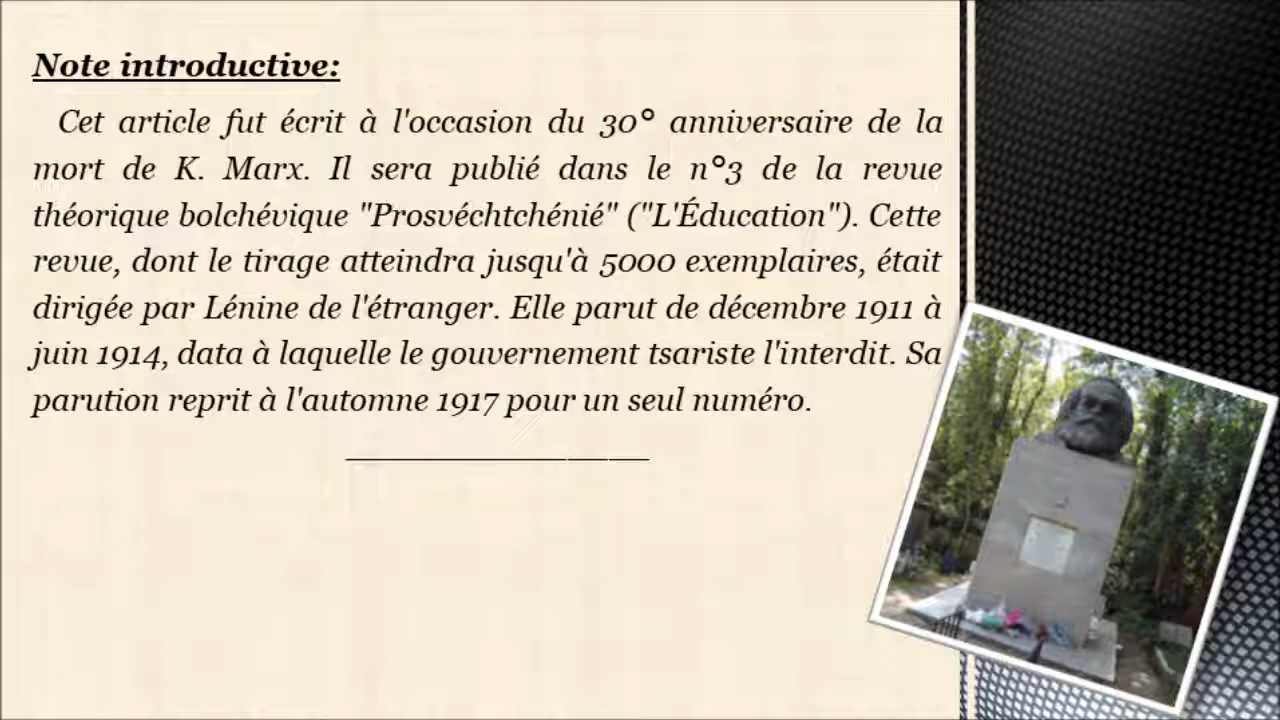 Note introductive:
Cet article fut écrit à l'occasion du 30° anniversaire de la
mort de K. Marx. Il sera publié dans le n°3 de la revue
théorique bolchévique "Prosvéchtchénié" ("L'Éducation"). Cette
revue, dont le tirage atteindra jusqu'à 5000 exemplaires, était
dirigée par Lénine de l'étranger. Elle parut de décembre 1911 à
juin 1914, data à laquelle le gouvernement tsariste l'interdit. Sa
parution reprit à l'automne 1917 pour un seul numéro.